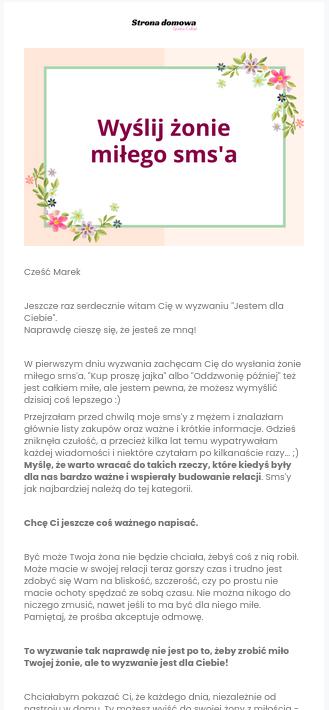 Strona domowa
Wyślij żonie
miłego sms'a
Cześć Marek
Jeszcze raz serdecznie witam Cię w wyzwaniu "Jestem dla
Ciebie".
Naprawdę cieszę się, że jesteś ze mną!
W pierwszym dniu wyzwania zachęcam Cię do wysłania żonie
miłego sms'a. "Kup proszę jajka" albo "Oddzwonię później" też
jest całkiem miłe, ale jestem pewna, że możesz wymyślić
dzisiaj coś lepszego :)
Przejrzałam przed chwilą moje sms'y z mężem i znalazłam
głównie listy zakupów oraz ważne i krótkie informacje. Gdzieś
zniknęła czułość, a przecież kilka lat temu wypatrywałam
każdej wiadomości i niektóre czytałam po kilkanaście razy... ;)
Myślę, że warto wracać do takich rzeczy, które kiedyś były
dla nas bardzo ważne i wspierały budowanie relacji. Sms'y
jak najbardziej należą do tej kategorii.
Chcę Ci jeszcze coś ważnego napisać.
Być może Twoja żona nie będzie chciała, żebyś coś z nią robił.
Może macie w swojej relacji teraz gorszy czas i trudno jest
zdobyć się Wam na bliskość, szczerość, czy po prostu nie
macie ochoty spędzać ze sobą czasu. Nie można nikogo do
niczego zmusić, nawet jeśli to ma być dla niego miłe.
Pamiętaj, że prośba akceptuje odmowę.
To wyzwanie tak naprawdę nie jest po to, żeby zrobić miło
Twojej żonie, ale to wyzwanie jest dla Ciebie!
Chciałabym pokazać Ci, że każdego dnia, niezależnie od
nastroju w domu, Ty możesz wyjść do swojej żony z miłością -